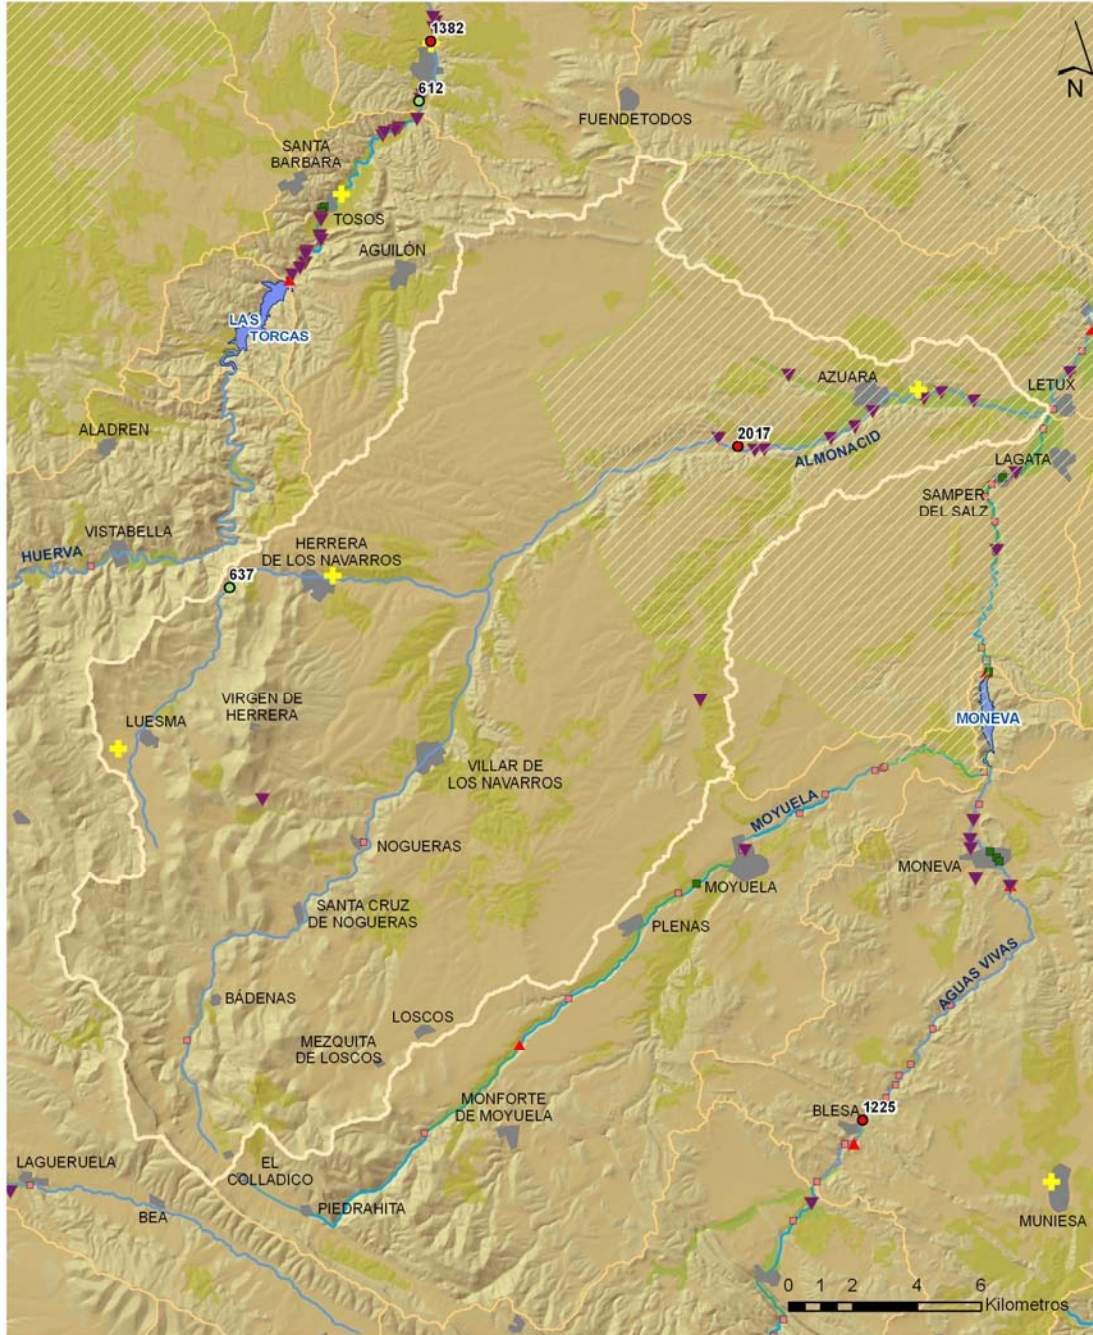 1382
612
FUENDETODOS
N
SANTA
BARBARA
TOSOS
AGUILÓN
LAS
TORCAS
AZUARA
LETUX
ALADREN
2017
ALMONACID
LAGATA
SAMPER
DEL SALZ
VISTABELLA
HUERVA
HERRERA
DE LOS NAVARROS
637
VIRGEN DE
HERRERA
LUESMA
MONEVA
VILLAR DE
LOS NAVARROS
MOYUELA
NOGUERAS
MONEVA
MOYUELA
SANTA CRUZ
DE NOGUERAS
PLENAS
AGUAS VIVAS
BÁDENAS
LOSCOS
MEZQUITA
DE LOSCOS
MONFORTE
DE MOYUELA
BLESA
1225
LAGUERUELA
EL
COLLADICO
PIEDRAHITA
BEA
MUNIESA
0 1 2 4 6
Kilometros